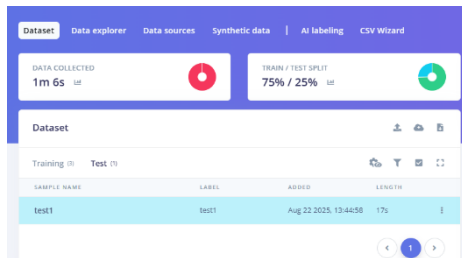 Dataset Data explorer Data sources Synthetic data | AI labeling CSV Wizard
DATA COLLECTED
1m 6s
TRAIN / TEST SPLIT
75% / 25%
Dataset
Training (3) Test (1)
SAMPLE NAME LABEL ADDED LENGTH
test1 test1 Aug 22 2025, 13:44:58 17s
1